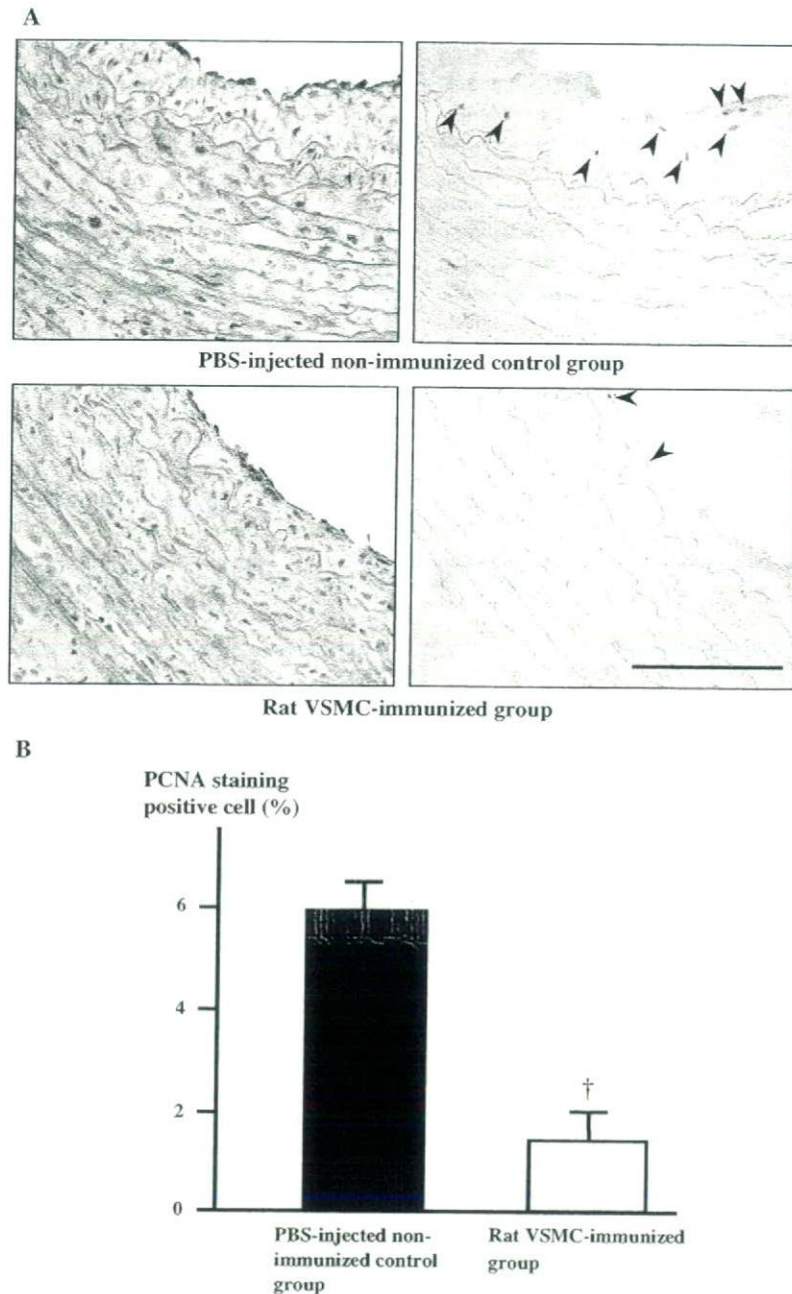 A
PBS-injected non-immunized control group
Rat VSMC-immunized group
B
PCNA staining
positive cell (%)
6
4
2
0
†
PBS-injected non-
immunized control
group
Rat VSMC-immunized
group